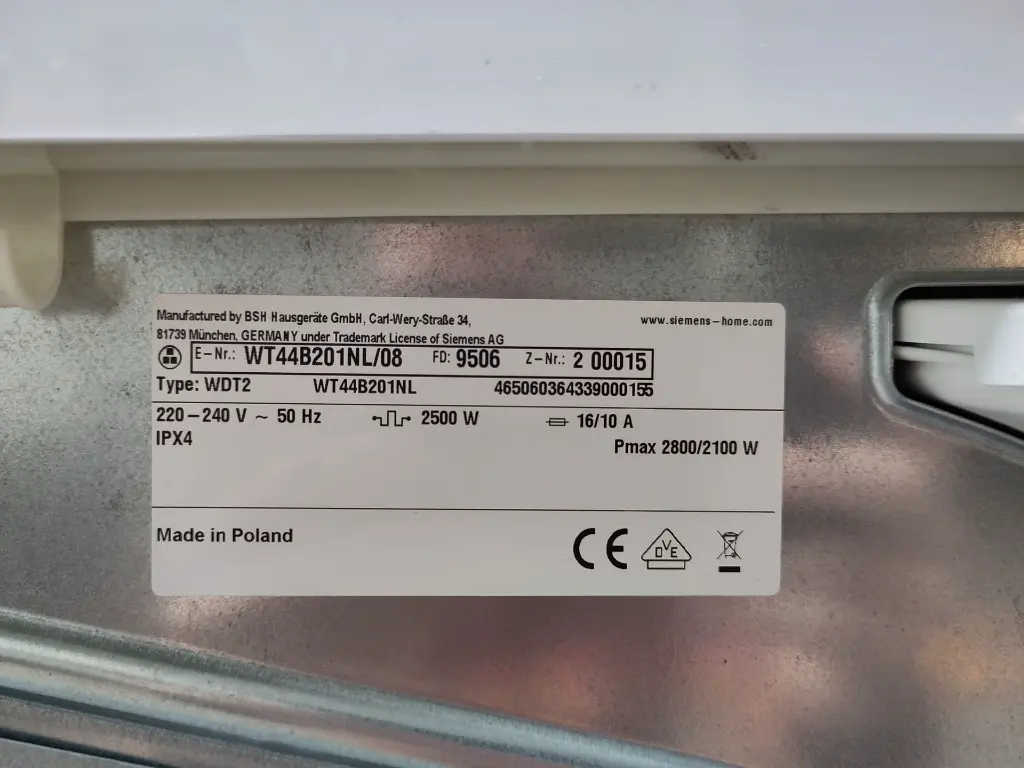 Manufactured by BSH Hausgeräte GmbH, Carl-Wery-Straße 34,
81739 München, GERMANY under Trademark License of Siemens AG
www.siemens-home.com
E-Nr.: WT44B201NL/08 FD: 9506 Z-Nr.: 2 00015
Type: WDT2 WT44B201NL 465060364339000155
220-240 V ~ 50 Hz 2500 W 16/10 A
IPX4 Pmax 2800/2100 W
Made in Poland CE DVE